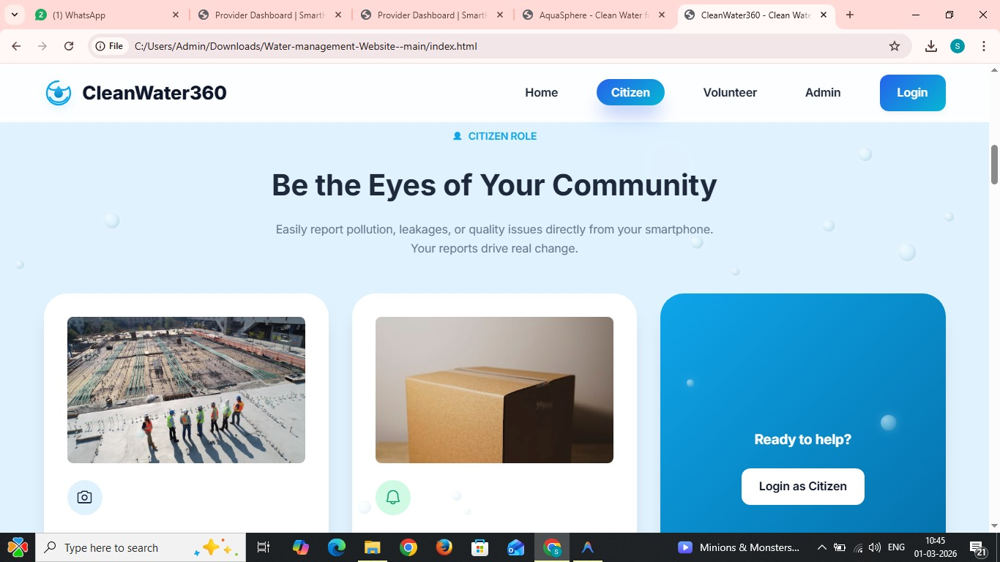 (1) WhatsApp
Provider Dashboard | Smart
Provider Dashboard | Smart
AquaSphere - Clean Water f
CleanWater360 - Clean Wate
File
C:/Users/Admin/Downloads/Water-management-Website--main/index.html
S
CleanWater360
Home
Citizen
Volunteer
Admin
Login
CITIZEN ROLE
Be the Eyes of Your Community
Easily report pollution, leakages, or quality issues directly from your smartphone.
Your reports drive real change.
Ready to help?
Login as Citizen
Type here to search
Minions & Monsters...
ENG
10:45
01-03-2026
21